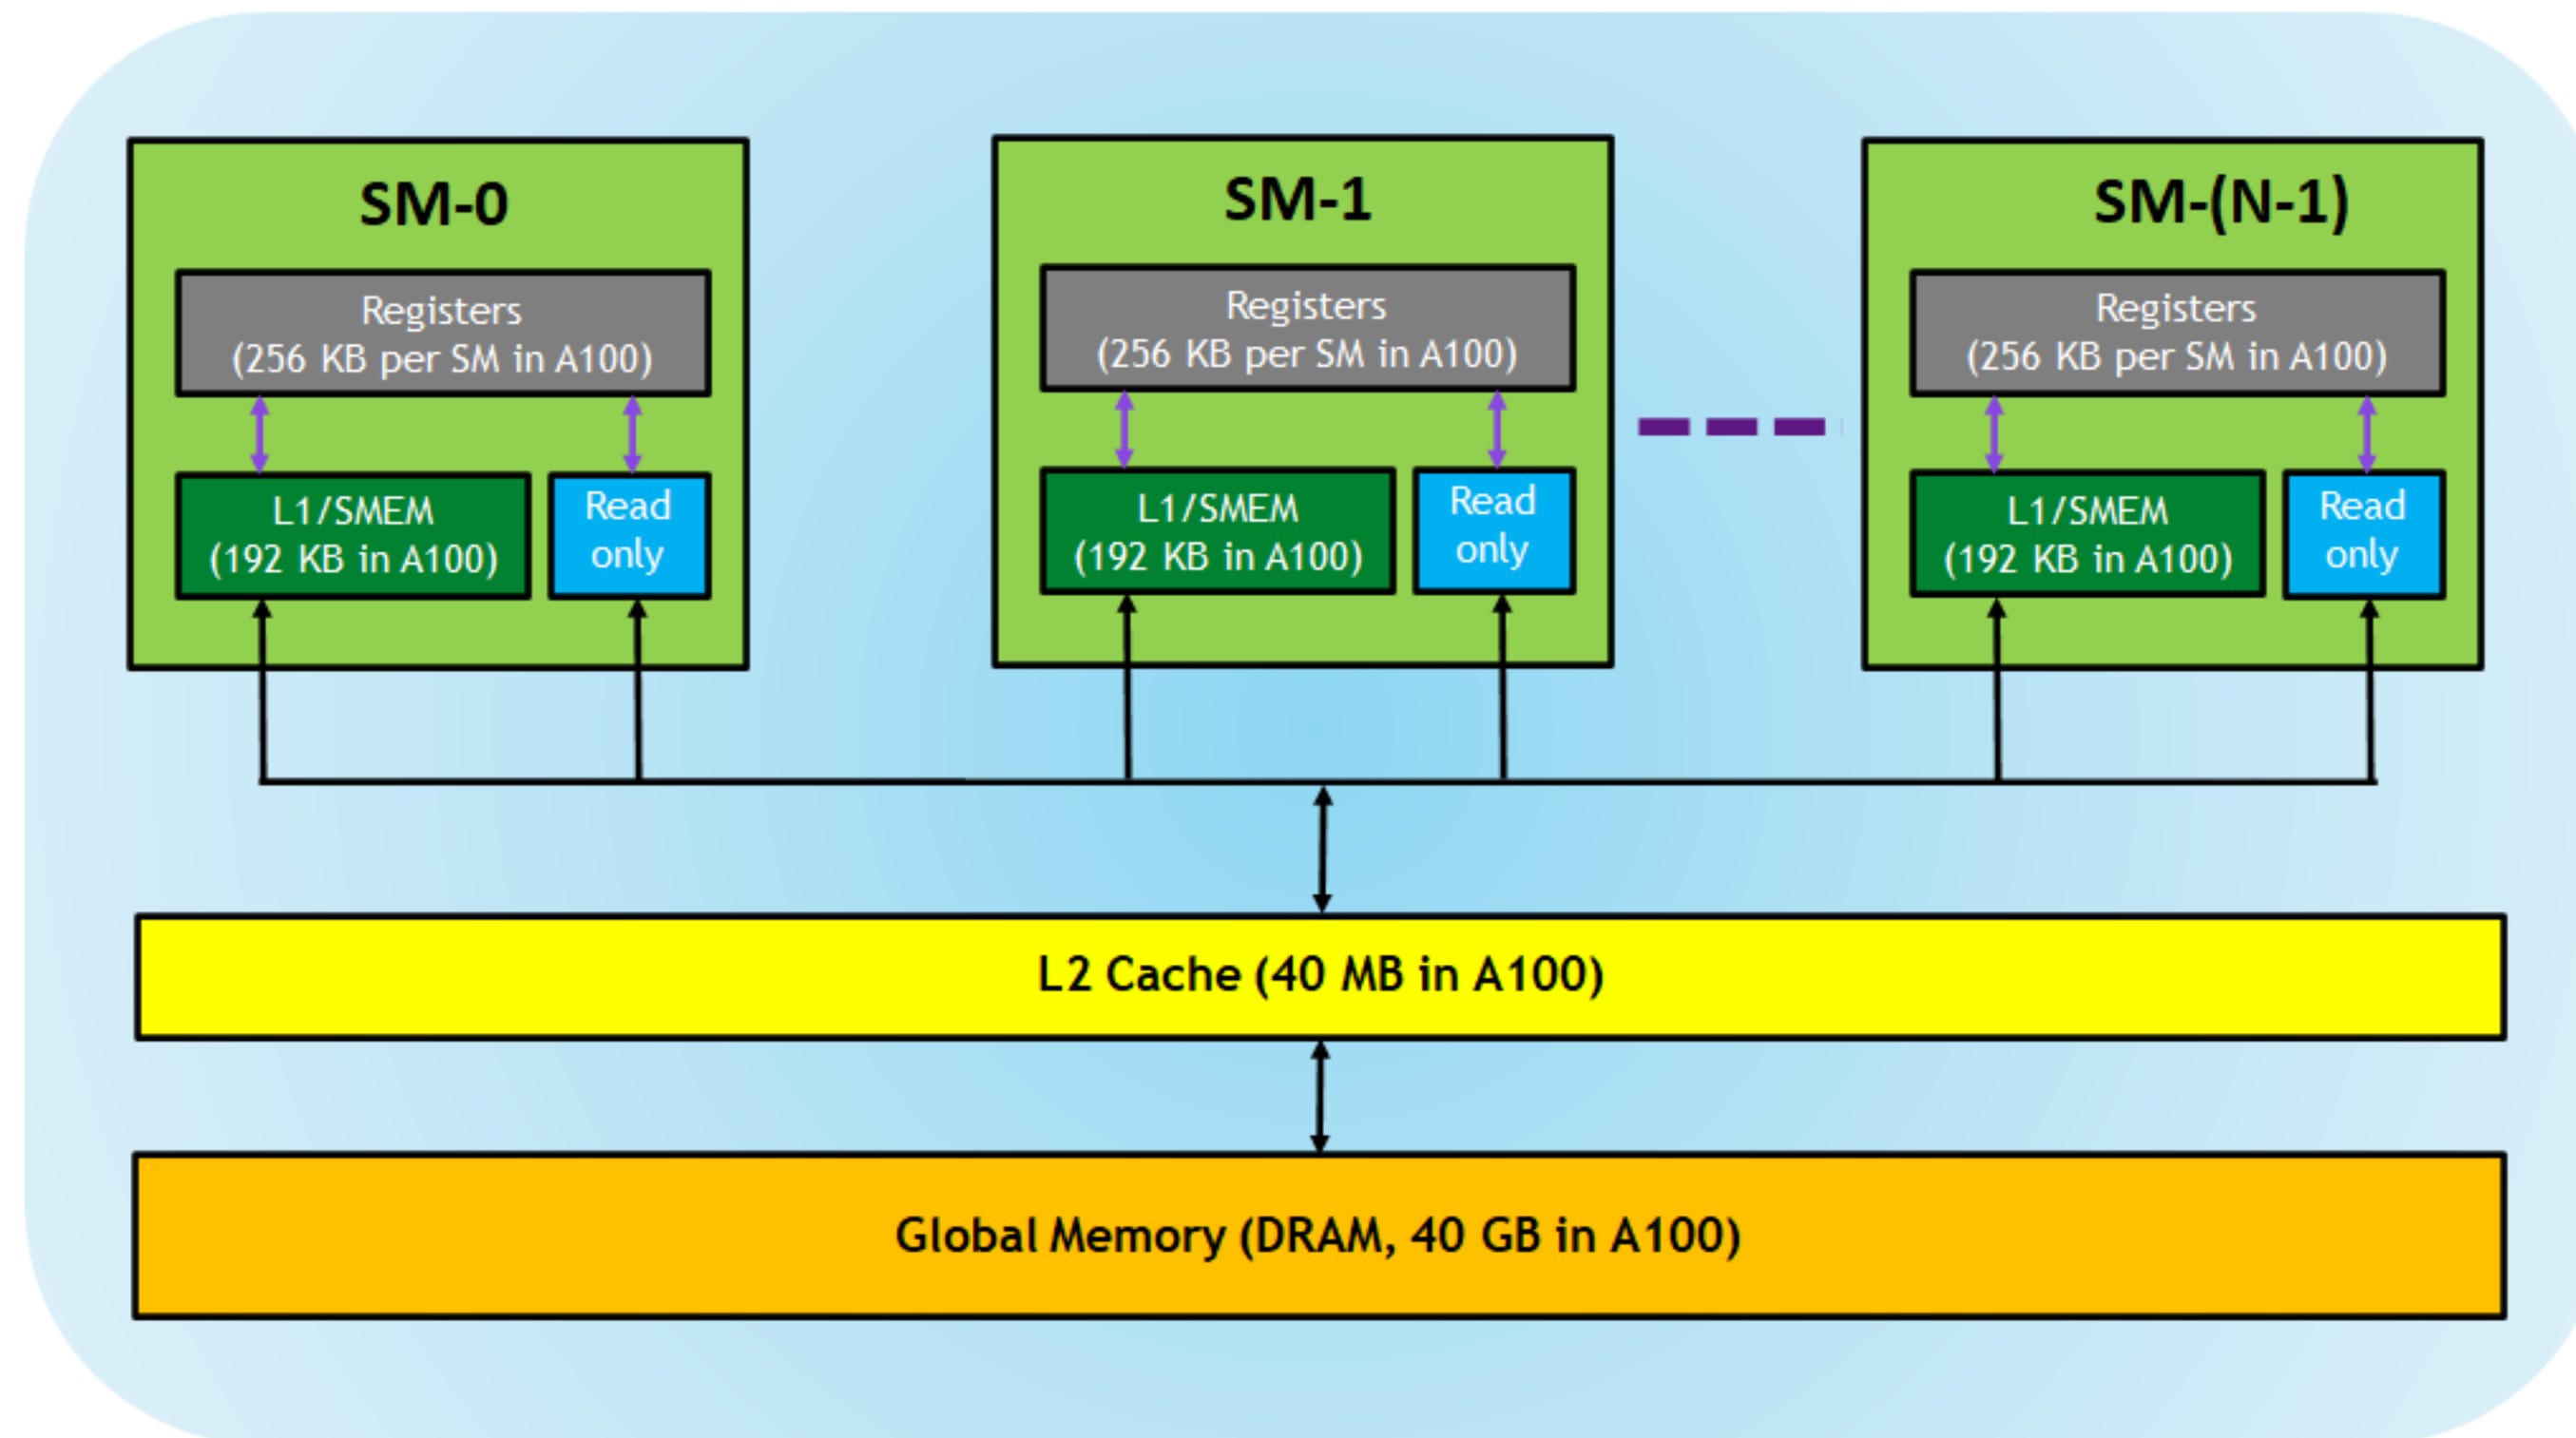 SM-0
Registers
(256 KB per SM in A100)
L1/SMEM
(192 KB in A100)
Read
only
SM-1
Registers
(256 KB per SM in A100)
L1/SMEM
(192 KB in A100)
Read
only
SM-(N-1)
Registers
(256 KB per SM in A100)
L1/SMEM
(192 KB in A100)
Read
only
L2 Cache (40 MB in A100)
Global Memory (DRAM, 40 GB in A100)